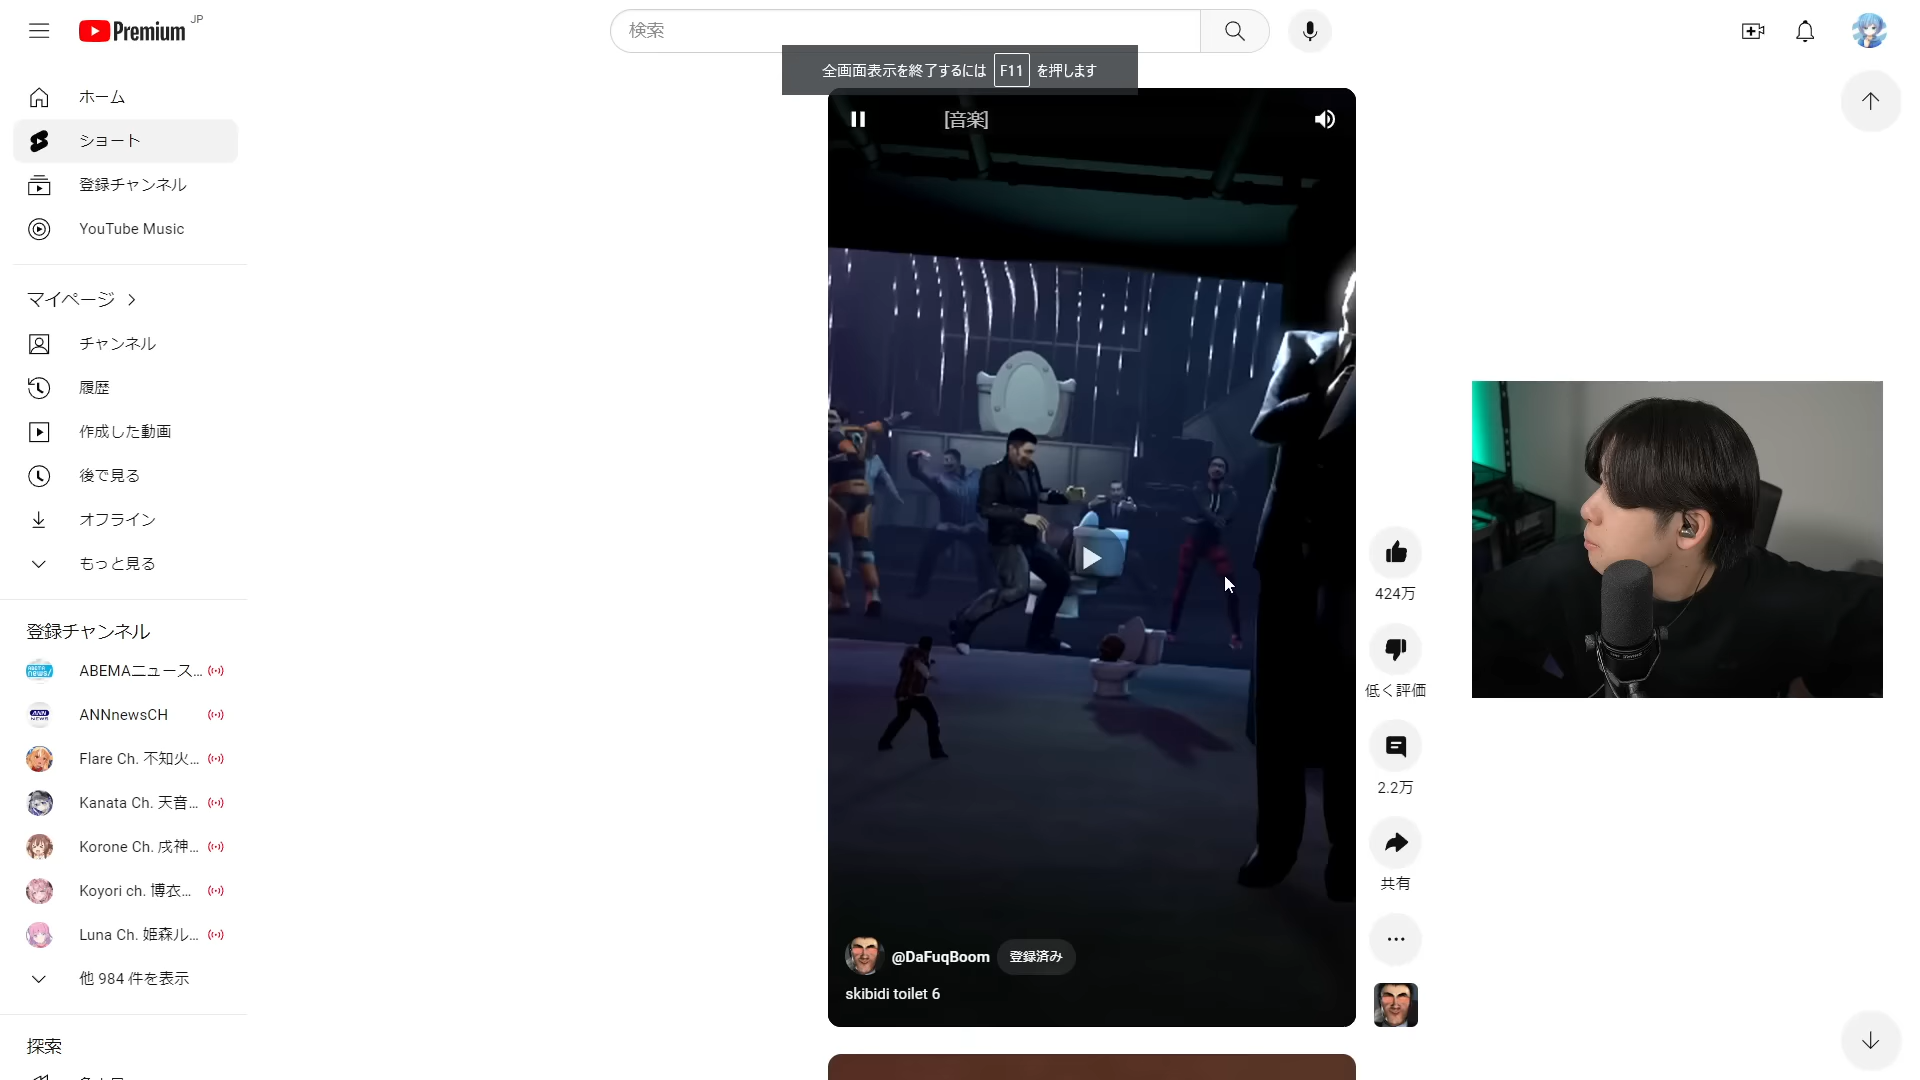 Premium JP
検索
全画面表示を終了するには F11 を押します
ホーム
ショート
登録チャンネル
YouTube Music
マイページ
チャンネル
履歴
作成した動画
後で見る
オフライン
もっと見る
登録チャンネル
ABEMAニュース...
ANNnewsCH
Flare Ch. 不知火...
Kanata Ch. 天音...
Korone Ch. 戌神...
Koyori ch. 博衣...
Luna Ch. 姫森ル...
他 984 件を表示
探索
[音楽]
@DaFuqBoom 登録済み
skibidi toilet 6
424万
低く評価
2.2万
共有